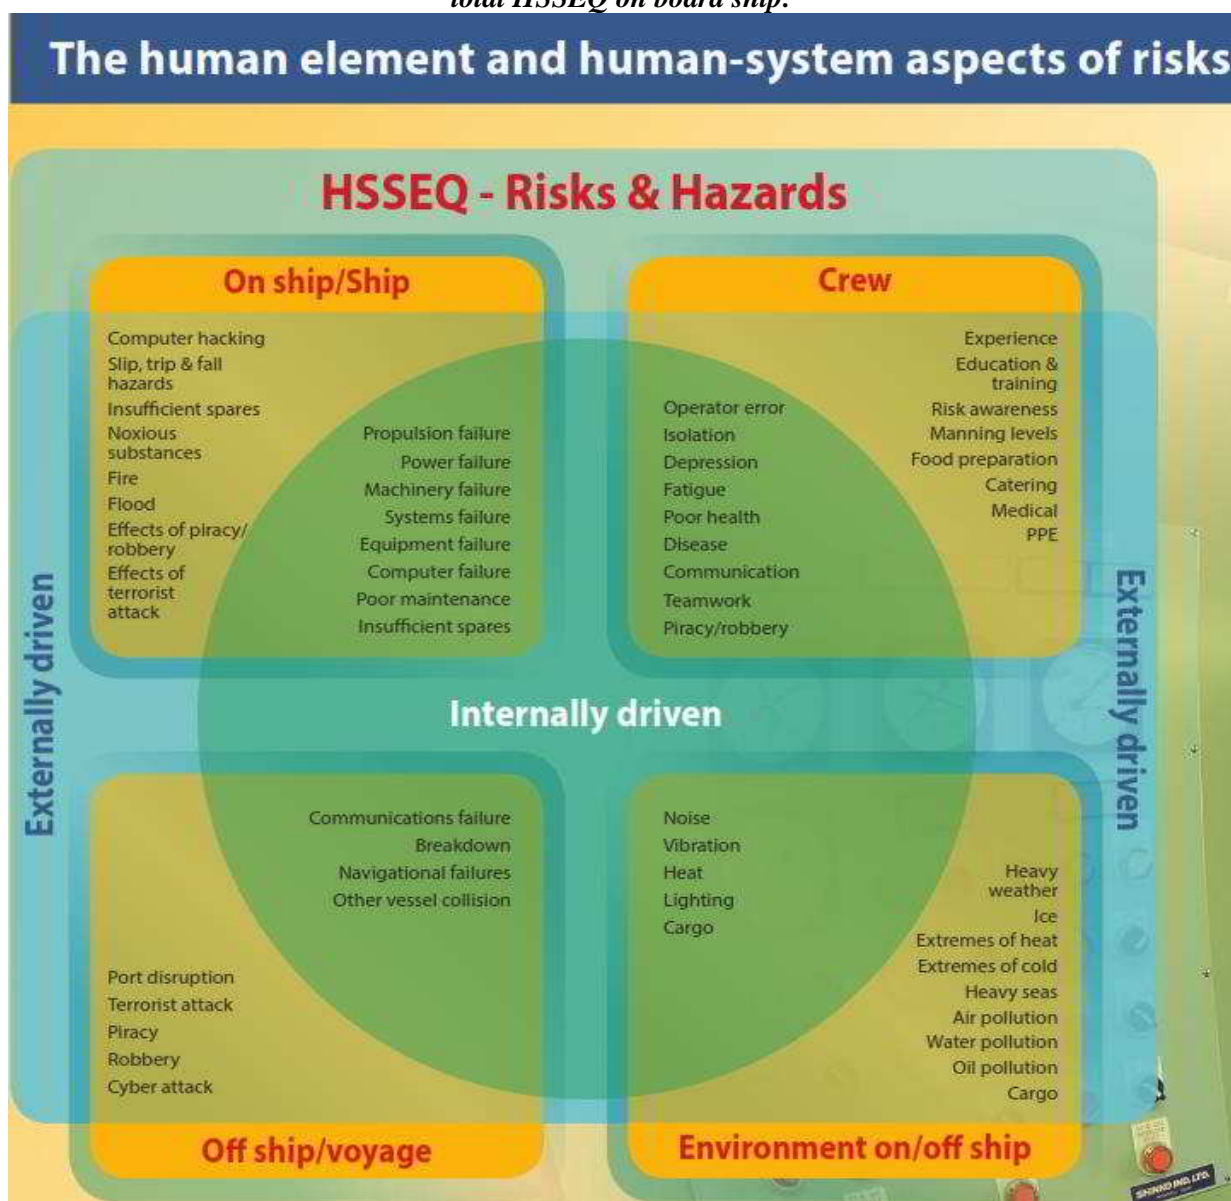 total HSSEQ on board ship.
The human element and human-system aspects of risks
HSSEQ - Risks & Hazards
On ship/Ship
Computer hacking
Slip, trip & fall
hazards
Insufficient spares
Noxious
substances
Fire
Flood
Effects of piracy/
robbery
Effects of
terrorist
attack
Propulsion failure
Power failure
Machinery failure
Systems failure
Equipment failure
Computer failure
Poor maintenance
Insufficient spares
Crew
Operator error
Isolation
Depression
Fatigue
Poor health
Disease
Communication
Teamwork
Piracy/robbery
Experience
Education &
training
Risk awareness
Manning levels
Food preparation
Catering
Medical
PPE
Externally driven
Internally driven
Externally driven
Communications failure
Breakdown
Navigational failures
Other vessel collision
Port disruption
Terrorist attack
Piracy
Robbery
Cyber attack
Off ship/voyage
Noise
Vibration
Heat
Lighting
Cargo
Heavy
weather
Ice
Extremes of heat
Extremes of cold
Heavy seas
Air pollution
Water pollution
Oil pollution
Cargo
Environment on/off ship
SHINKO IND. LTD.